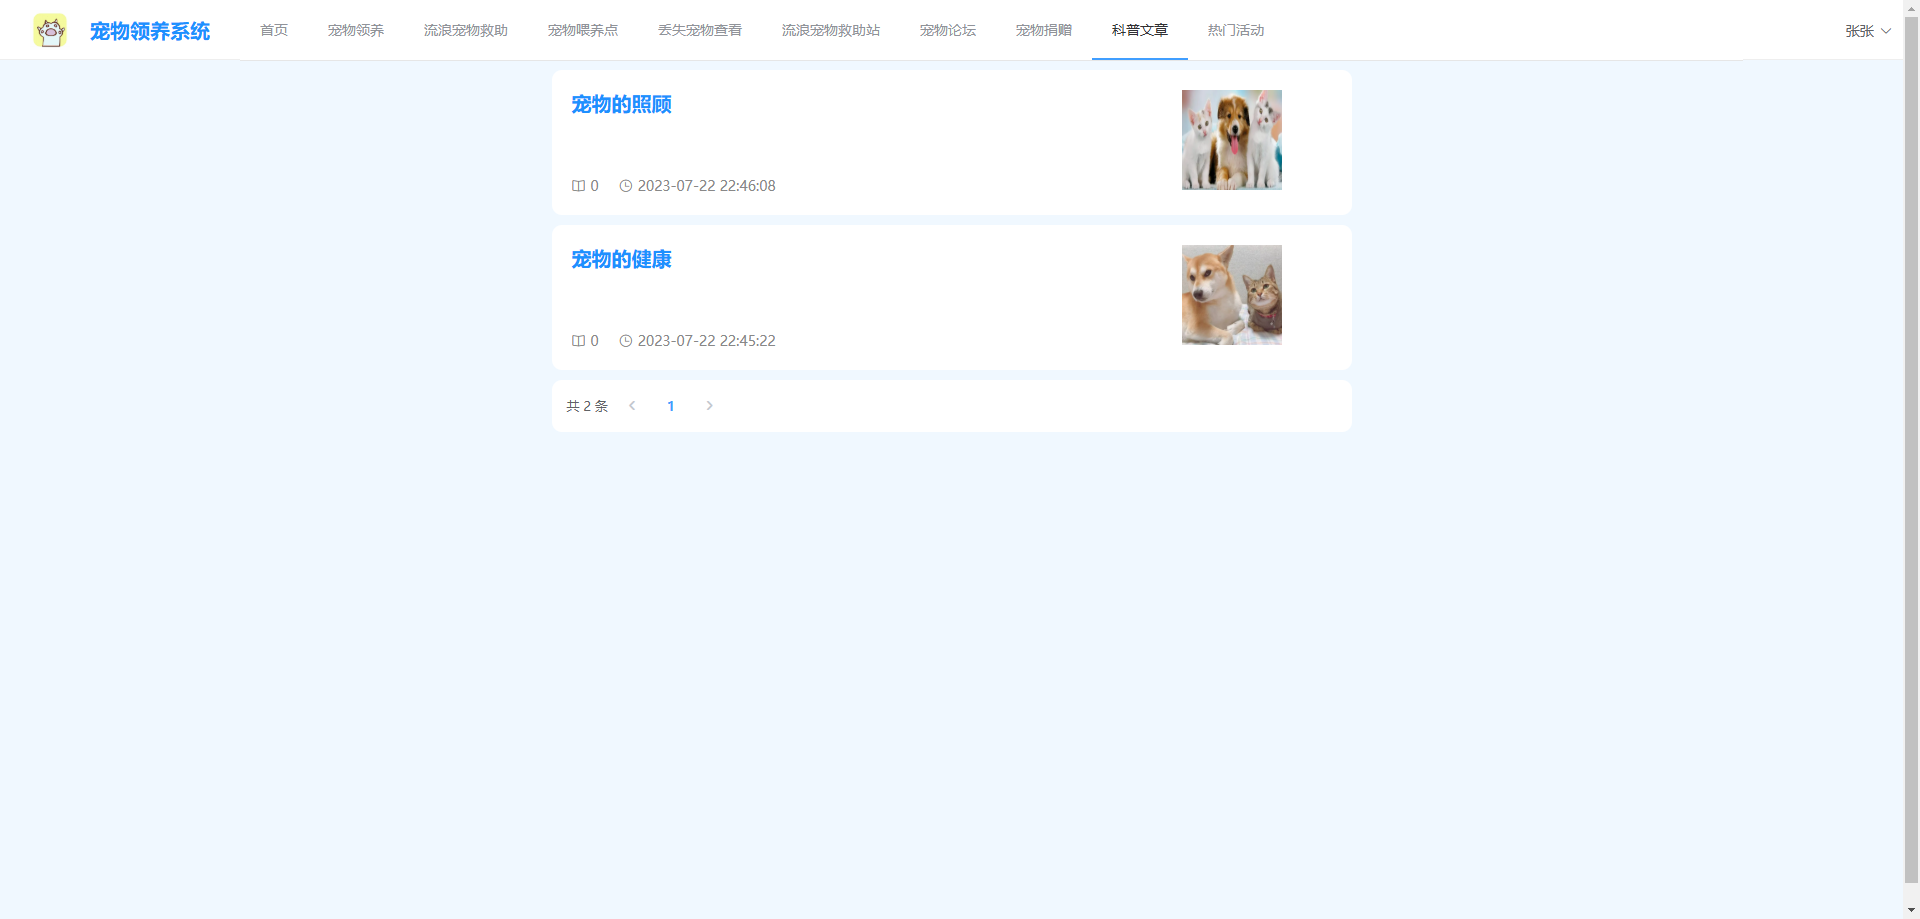 宠物领养系统 首页 宠物领养 流浪宠物救助 宠物喂养点 丢失宠物查看 流浪宠物救助站 宠物论坛 宠物捐赠 科普文章 热门活动 张张
宠物的照顾
0 2023-07-22 22:46:08
宠物的健康
0 2023-07-22 22:45:22
共 2 条 1